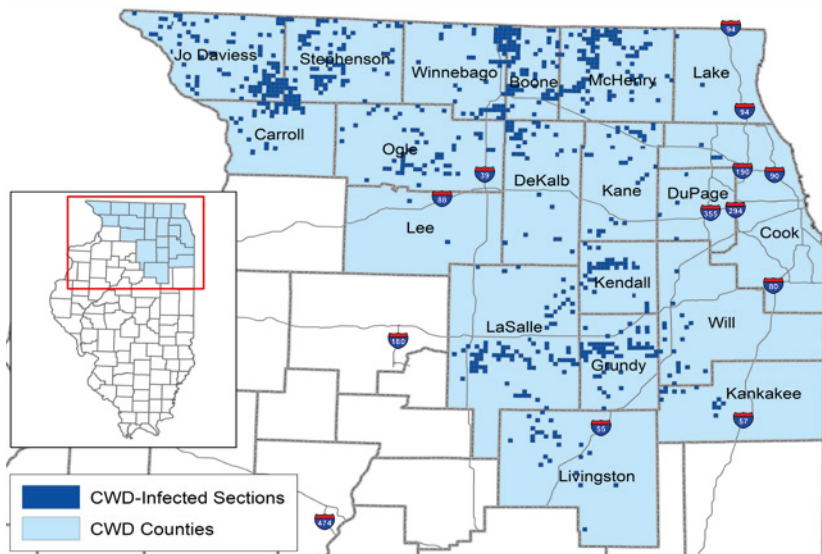 94
Jo Daviess
Stephenson
Winnebago
Boone
McHenry
Lake
94
Carroll
Ogle
39
DeKalb
Kane
DuPage
190
90
88
355
294
Lee
Cook
Kendall
80
LaSalle
Will
180
Grundy
Kankakee
57
55
Livingston
CWD-Infected Sections
CWD Counties
474